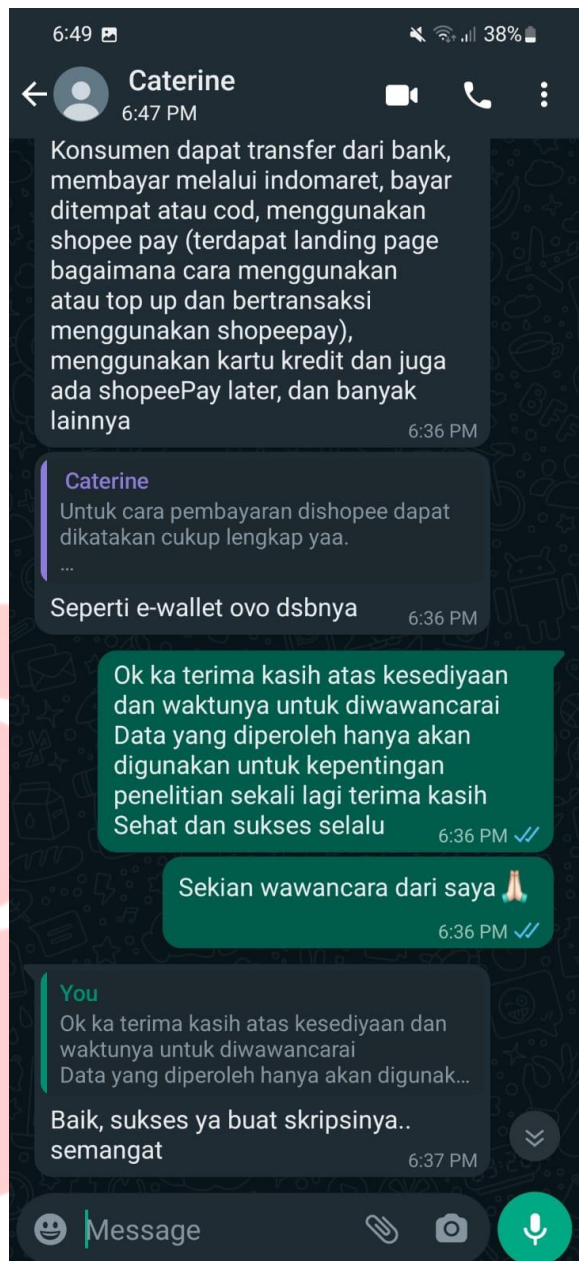 6:49 38%
Caterine
6:47 PM
Konsumen dapat transfer dari bank,
membayar melalui indomaret, bayar
ditempat atau cod, menggunakan
shopee pay (terdapat landing page
bagaimana cara menggunakan
atau top up dan bertransaksi
menggunakan shopeepay),
menggunakan kartu kredit dan juga
ada shopeePay later, dan banyak
lainnya 6:36 PM
Caterine
Untuk cara pembayaran dishopee dapat
dikatakan cukup lengkap yaa.
...
Seperti e-wallet ovo dsbnya 6:36 PM
Ok ka terima kasih atas kesediyaan
dan waktunya untuk diwawancarai
Data yang diperoleh hanya akan
digunakan untuk kepentingan
penelitian sekali lagi terima kasih
Sehat dan sukses selalu 6:36 PM
Sekian wawancara dari saya 🙏🏻
6:36 PM
You
Ok ka terima kasih atas kesediyaan dan
waktunya untuk diwawancarai
Data yang diperoleh hanya akan digunak...
Baik, sukses ya buat skripsinya..
semangat 6:37 PM
Message